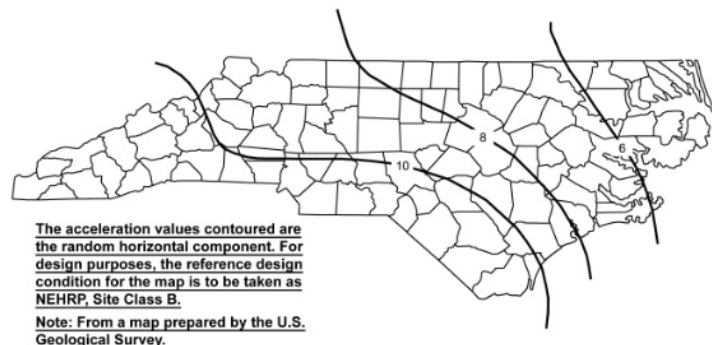 8
6
10
The acceleration values contoured are
the random horizontal component. For
design purposes, the reference design
condition for the map is to be taken as
NEHRP, Site Class B.
Note: From a map prepared by the U.S.
Geological Survey.